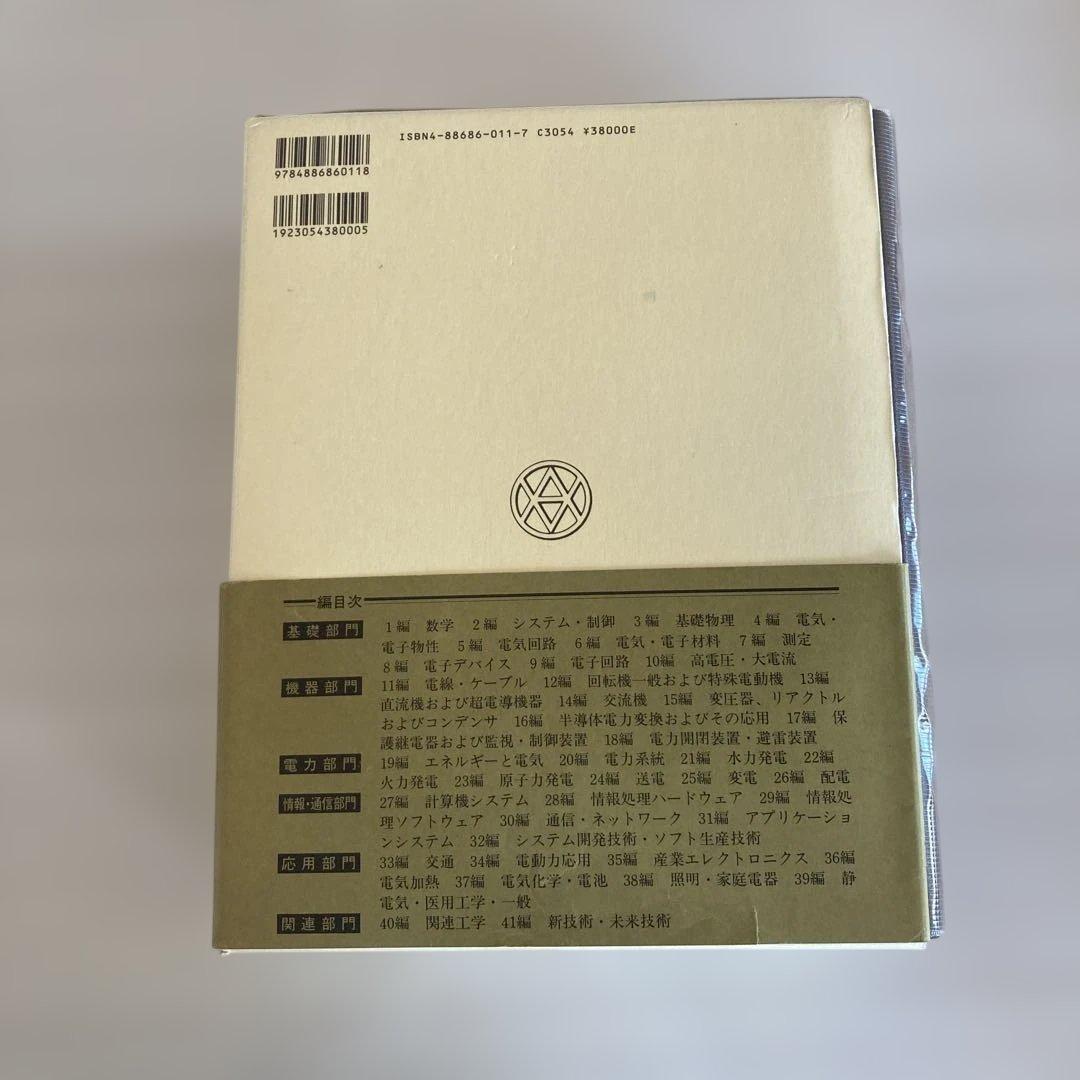 ISBN4-88686-011-7 C3054 ¥38000E
9784886860118
1923054380005
編目次
基礎部門 1編 数学 2編 システム・制御 3編 基礎物理 4編 電気・
電子物性 5編 電気回路 6編 電気・電子材料 7編 測定
8編 電子デバイス 9編 電子回路 10編 高電圧・大電流
機器部門 11編 電線・ケーブル 12編 回転機一般および特殊電動機 13編
直流機および超電導機器 14編 交流機 15編 変圧器、リアクトル
およびコンデンサ 16編 半導体電力変換およびその応用 17編 保
護継電器および監視・制御装置 18編 電力開閉装置・避雷装置
電力部門 19編 エネルギーと電気 20編 電力系統 21編 水力発電 22編
火力発電 23編 原子力発電 24編 送電 25編 変電 26編 配電
情報・通信部門 27編 計算機システム 28編 情報処理ハードウェア 29編 情報処
理ソフトウェア 30編 通信・ネットワーク 31編 アプリケーショ
ンシステム 32編 システム開発技術・ソフト生産技術
応用部門 33編 交通 34編 電動力応用 35編 産業エレクトロニクス 36編
電気加熱 37編 電気化学・電池 38編 照明・家庭電器 39編 静
電気・医用工学・一般
関連部門 40編 関連工学 41編 新技術・未来技術